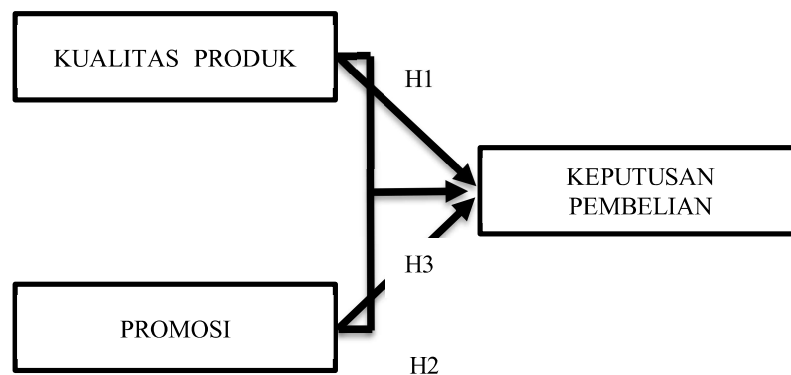 KUALITAS PRODUK
H1
KEPUTUSAN
PEMBELIAN
H3
PROMOSI
H2